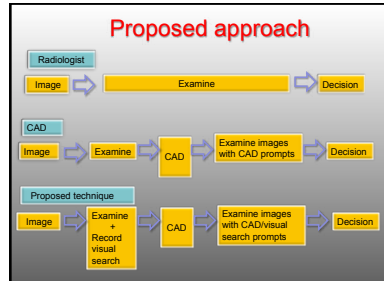 Proposed approach
Radiologist
Image
Examine
Decision
CAD
Image
Examine
CAD
Examine images
with CAD prompts
Decision
Proposed technique
Image
Examine
+
Record
visual
search
CAD
Examine images
with CAD/visual
search prompts
Decision